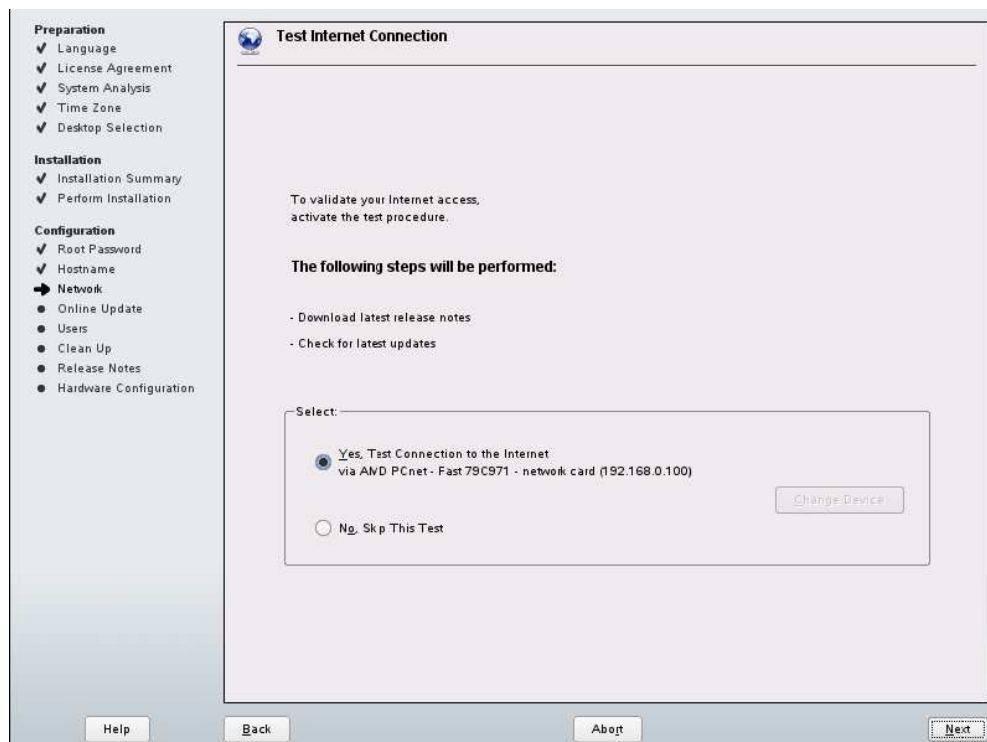 Preparation
Language
License Agreement
System Analysis
Time Zone
Desktop Selection
Installation
Installation Summary
Perform Installation
Configuration
Root Password
Hostname
Network
Online Update
Users
Clean Up
Release Notes
Hardware Configuration
Test Internet Connection
To validate your Internet access,
activate the test procedure.
The following steps will be performed:
- Download latest release notes
- Check for latest updates
Select:
Yes, Test Connection to the Internet
via AMD PCnet - Fast 79C971 - network card (192.168.0.100)
Change Device
No, Skip This Test
Help
Back
Abort
Next